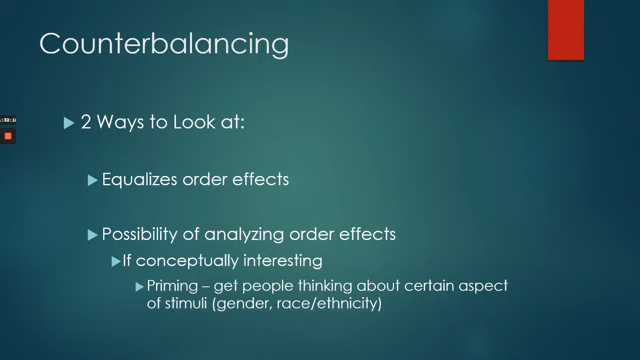 Counterbalancing
2 Ways to Look at:
Equalizes order effects
Possibility of analyzing order effects
If conceptually interesting
Priming – get people thinking about certain aspect
of stimuli (gender, race/ethnicity)